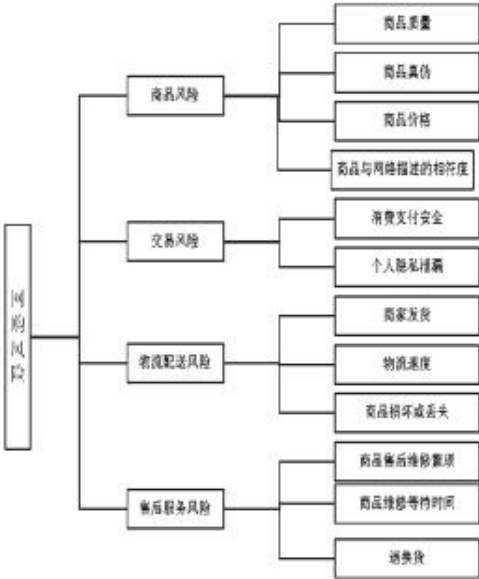 商品质量
商品风险
商品真伪
商品价格
商品与网络描述的相符度
消费支付安全
交易风险
个人隐私泄漏
网购风险
商家发货
物流配送风险
物流速度
商品损坏或丢失
商品售后维修繁琐
售后服务风险
商品维修等待时间
退换货